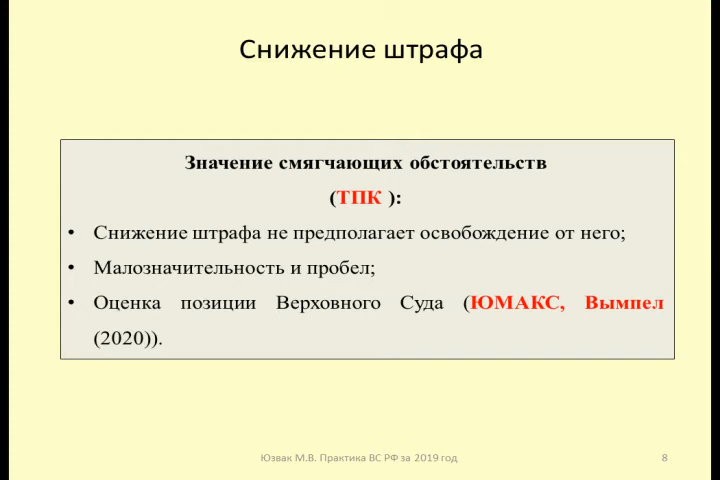 Снижение штрафа
Значение смягчающих обстоятельств
(ТПК ):
• Снижение штрафа не предполагает освобождение от него;
• Малозначительность и пробел;
• Оценка позиции Верховного Суда (ЮМАКС, Вымпел
(2020)).
Юзвак М.В. Практика ВС РФ за 2019 год
8